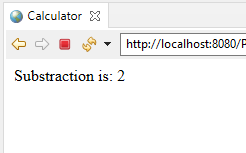 Calculator
http://localhost:8080/P
Substraction is: 2